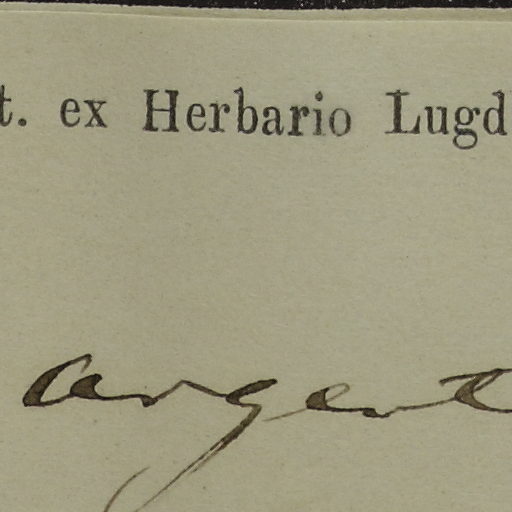 t. ex Herbario Lugd
argent